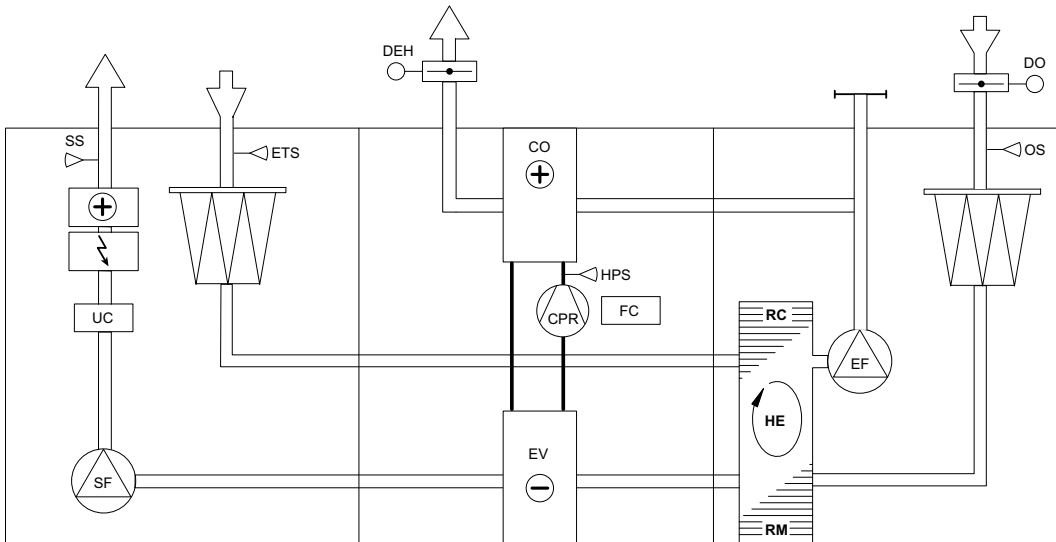 DEH
DO
SS
ETS
CO
OS
HPS
UC
CPR
FC
RC
EF
HE
EV
SF
RM